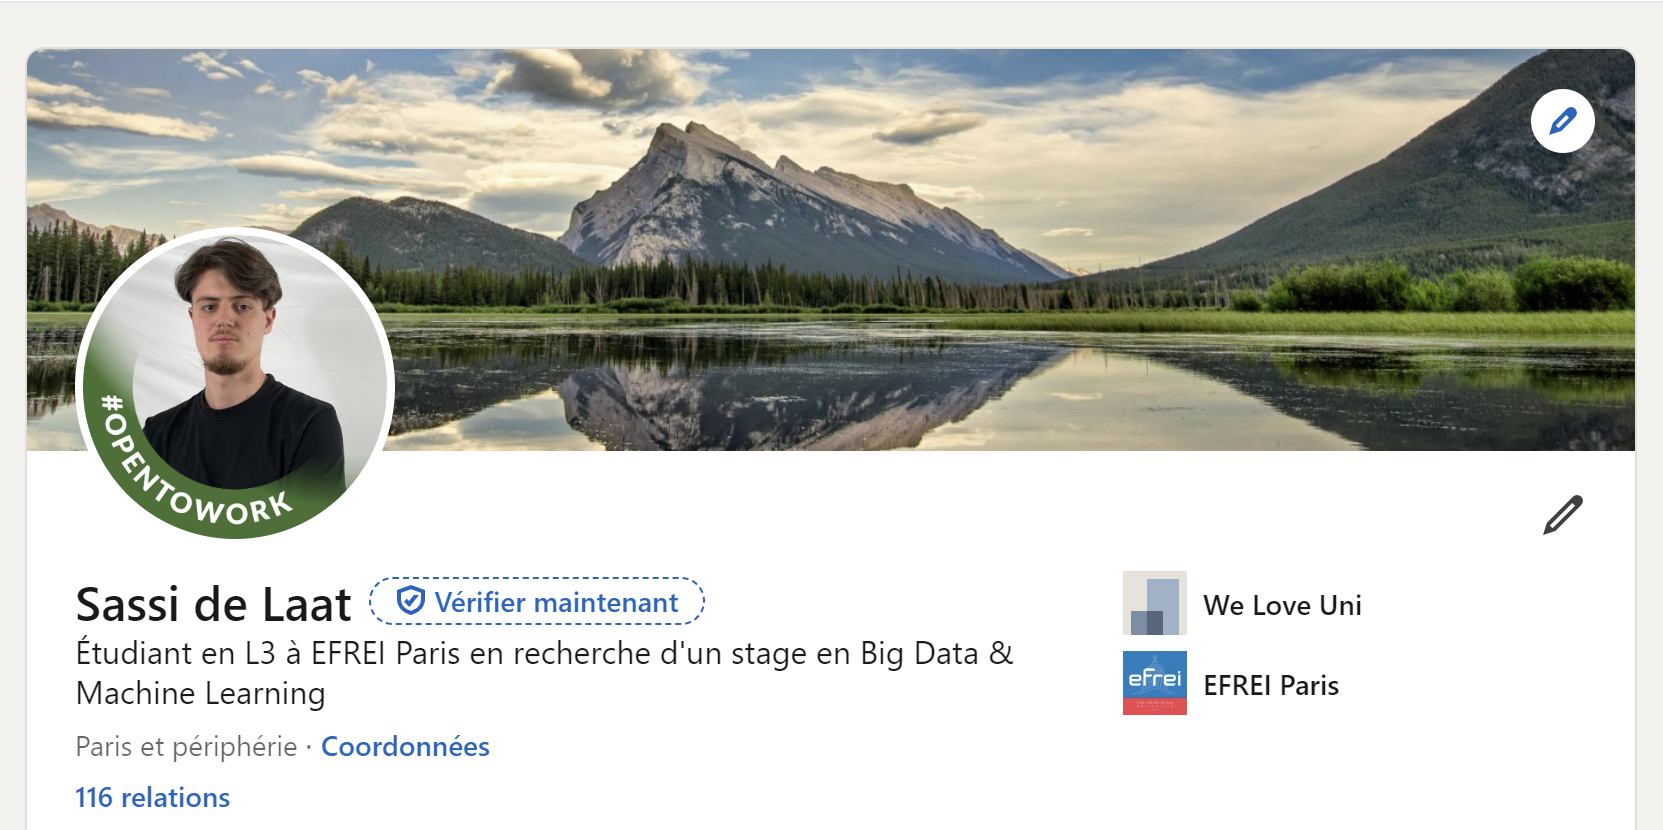 #OPENTOWORK
Sassi de Laat
Vérifier maintenant
Étudiant en L3 à EFREI Paris en recherche d'un stage en Big Data &
Machine Learning
Paris et périphérie · Coordonnées
116 relations
We Love Uni
efrei
EFREI Paris